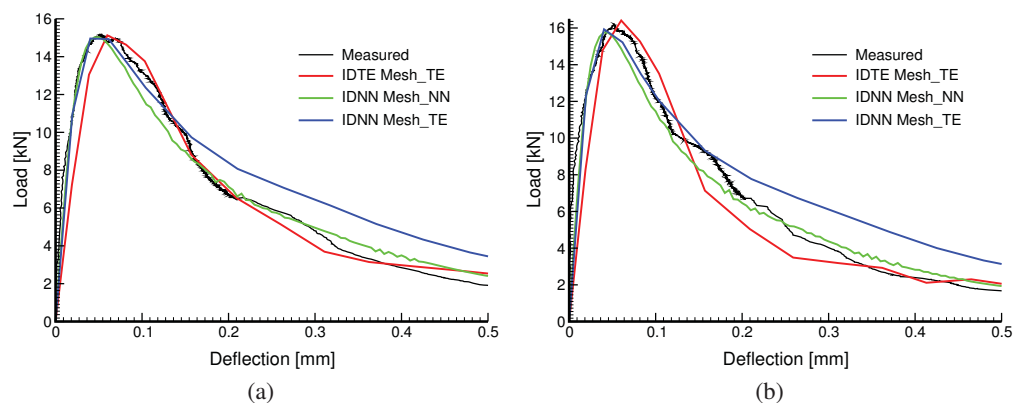 16
14
12
10
8
6
4
2
0
Load [kN]
0
0.1
0.2
0.3
0.4
0.5
Deflection [mm]
Measured
IDTE Mesh_TE
IDNN Mesh_NN
IDNN Mesh_TE
(a)
16
14
12
10
8
6
4
2
0
Load [kN]
0
0.1
0.2
0.3
0.4
0.5
Deflection [mm]
Measured
IDTE Mesh_TE
IDNN Mesh_NN
IDNN Mesh_TE
(b)